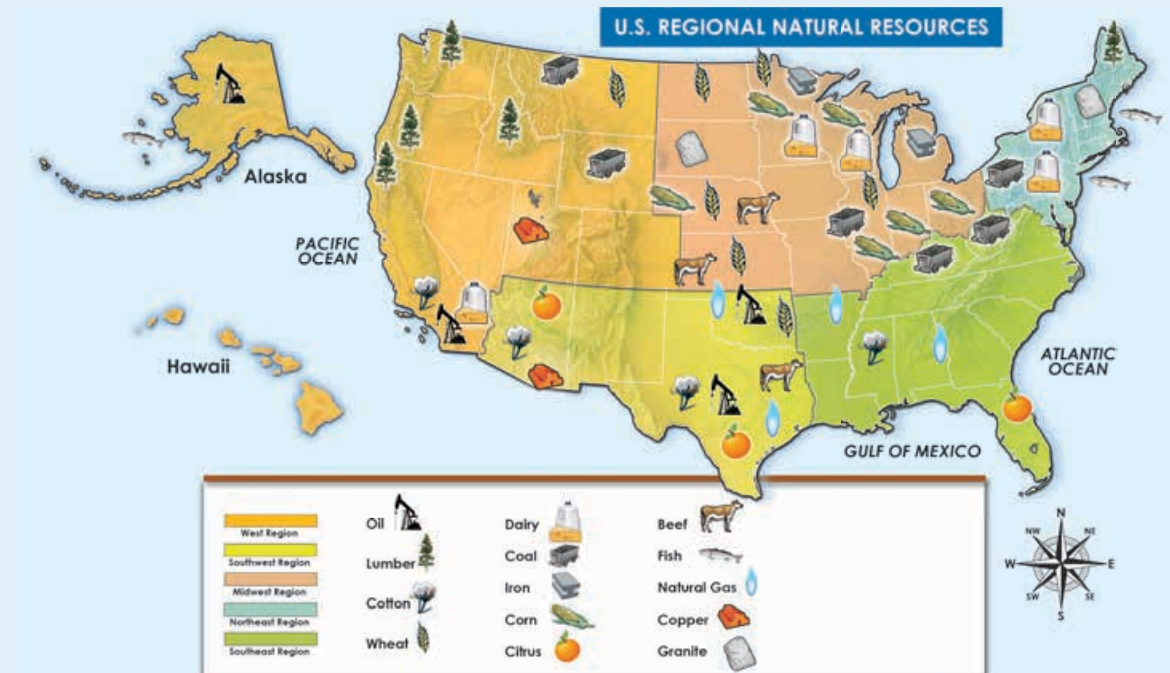 U.S. REGIONAL NATURAL RESOURCES
Alaska
PACIFIC
OCEAN
Hawaii
ATLANTIC
OCEAN
GULF OF MEXICO
West Region
Southwest Region
Midwest Region
Northeast Region
Southeast Region
Oil
Lumber
Cotton
Wheat
Dairy
Coal
Iron
Corn
Citrus
Beef
Fish
Natural Gas
Copper
Granite
N
NW
NE
W
E
SW
SE
S